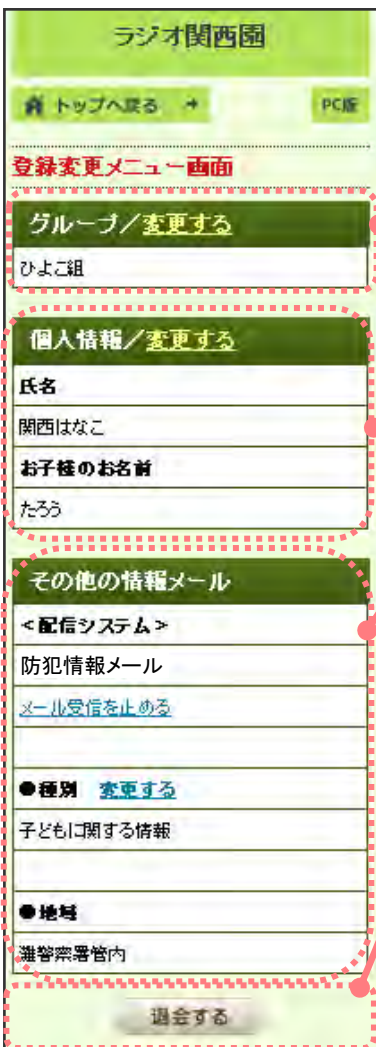 ラジオ関西園
トップへ戻る
PC版
登録変更メニュー画面
グループ／変更する
ひよこ組
個人情報／変更する
氏名
関西はなこ
お子様のお名前
たろう
その他の情報メール
＜配信システム＞
防犯情報メール
メール受信を止める
●種別 変更する
子どもに関する情報
●地域
灘警察署管内
退会する